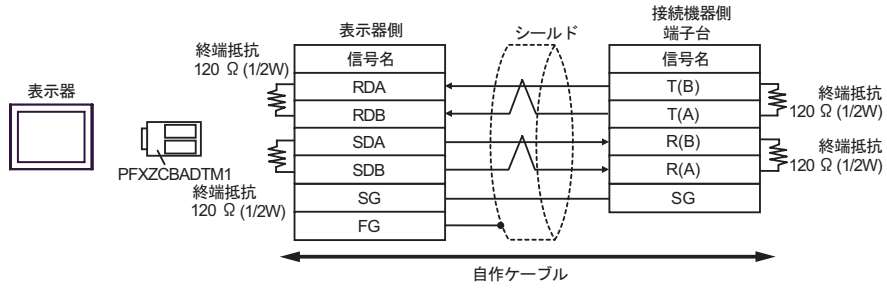 接続機器側
表示器側
シールド
端子台
終端抵抗
120 Ω (1/2W)
信号名
信号名
表示器
RDA
T(B)
終端抵抗
120 Ω (1/2W)
RDB
T(A)
SDA
R(B)
終端抵抗
120 Ω (1/2W)
PFXZCBADTM1
SDB
R(A)
終端抵抗
120 Ω (1/2W)
SG
SG
FG
自作ケーブル